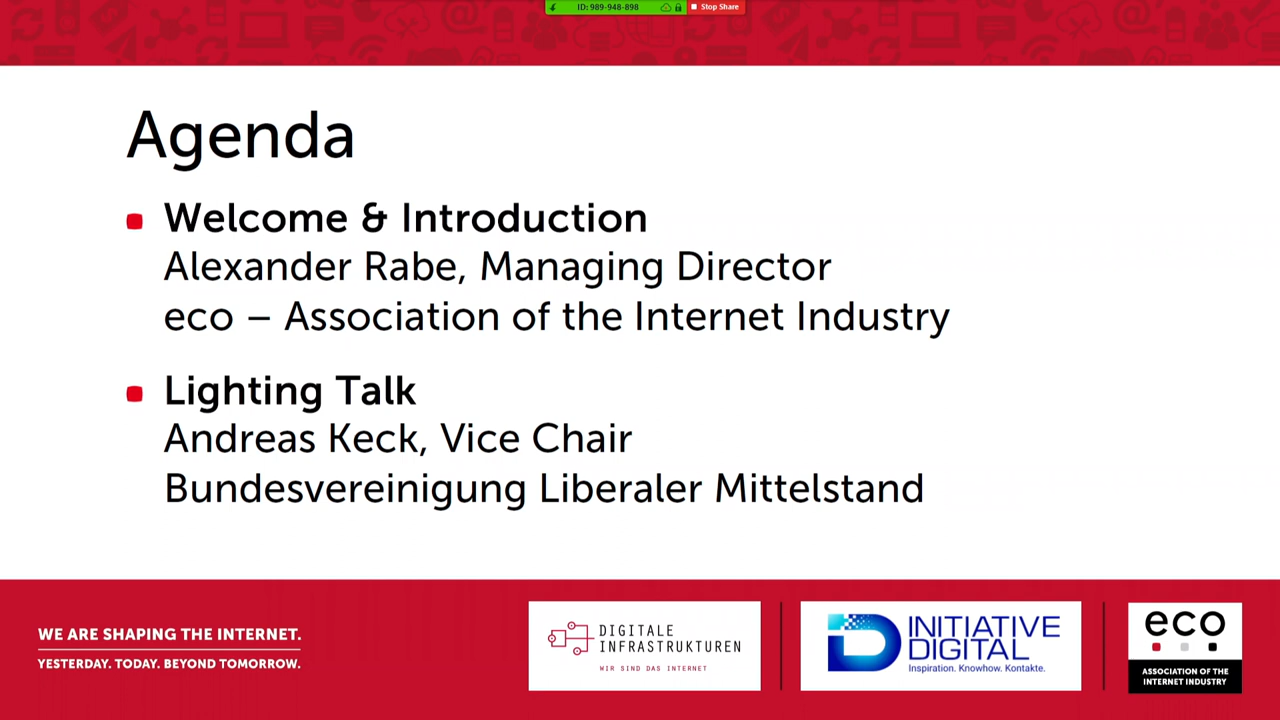 ID: 989-948-898
Stop Share
Agenda
Welcome & Introduction
Alexander Rabe, Managing Director
eco – Association of the Internet Industry
Lighting Talk
Andreas Keck, Vice Chair
Bundesvereinigung Liberaler Mittelstand
WE ARE SHAPING THE INTERNET.
YESTERDAY. TODAY. BEYOND TOMORROW.
DIGITALE
INFRASTRUKTUREN
WIR SIND DAS INTERNET
ID INITIATIVE
DIGITAL
Inspiration. Knowhow. Kontakte.
eco
ASSOCIATION OF THE
INTERNET INDUSTRY